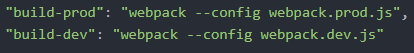 "build-prod": "webpack --config webpack.prod.js",
"build-dev": "webpack --config webpack.dev.js"